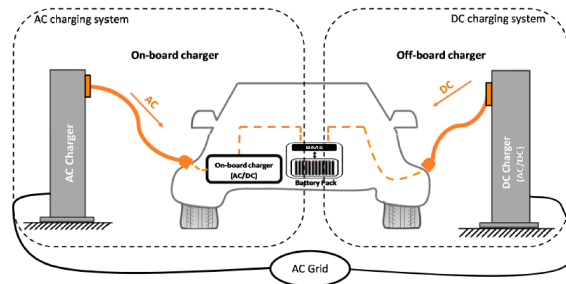 AC charging system
DC charging system
On-board charger
Off-board charger
AC
DC
AC Charger
BMS
On-board charger
(AC/DC)
Battery Pack
DC Charger
(AC/DC)
AC Grid